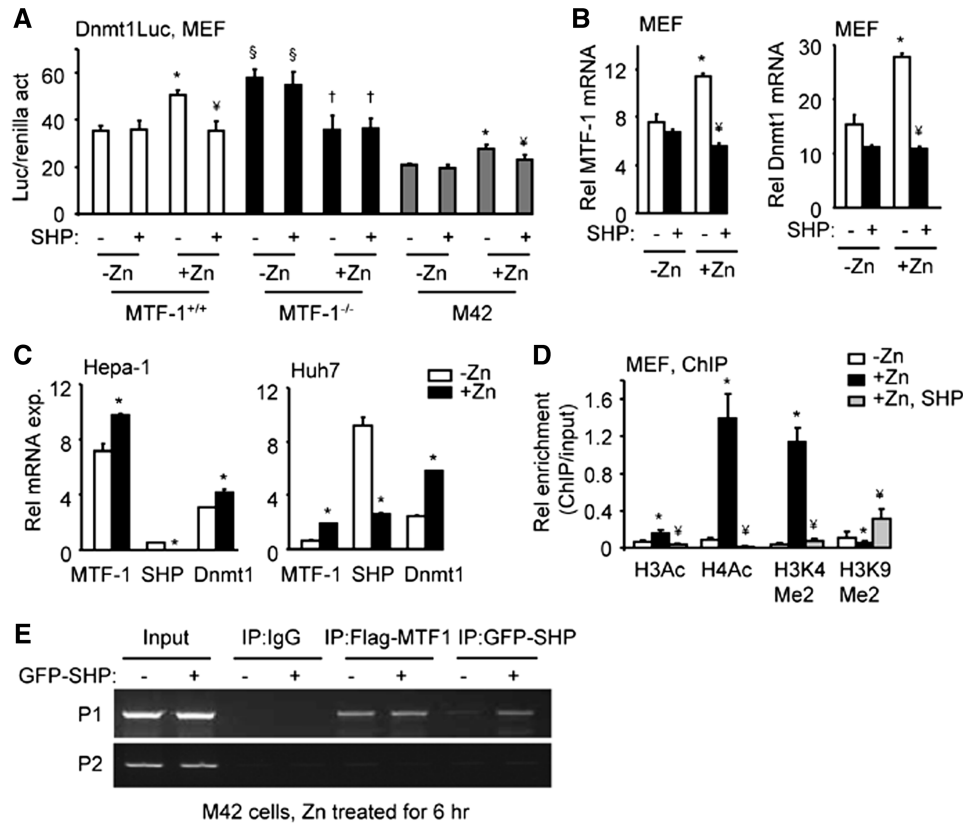 A
Dnmt1Luc, MEF
Luc/renilla act
60
40
20
0
* ¥ § § † † * ¥
SHP: - + - + - + - + - + - +
-Zn +Zn -Zn +Zn -Zn +Zn
MTF-1+/+ MTF-1-/- M42
B
MEF
Rel MTF-1 mRNA
12
9
6
3
0
* ¥
SHP: - + - +
-Zn +Zn
MEF
Rel Dnmt1 mRNA
30
20
10
0
* ¥
SHP: - + - +
-Zn +Zn
C
Hepa-1
Rel mRNA exp.
12
8
4
0
* * *
MTF-1 SHP Dnmt1
Huh7
12
8
4
0
* * *
MTF-1 SHP Dnmt1
-Zn
+Zn
D
MEF, ChIP
-Zn
+Zn
+Zn, SHP
Rel enrichment
(ChIP/input)
1.6
1.2
0.8
0.4
0
* ¥ * ¥ * ¥ * ¥
H3Ac H4Ac H3K4 H3K9
Me2 Me2
E
Input IP:IgG IP:Flag-MTF1 IP:GFP-SHP
GFP-SHP: - + - + - + - +
P1
P2
M42 cells, Zn treated for 6 hr